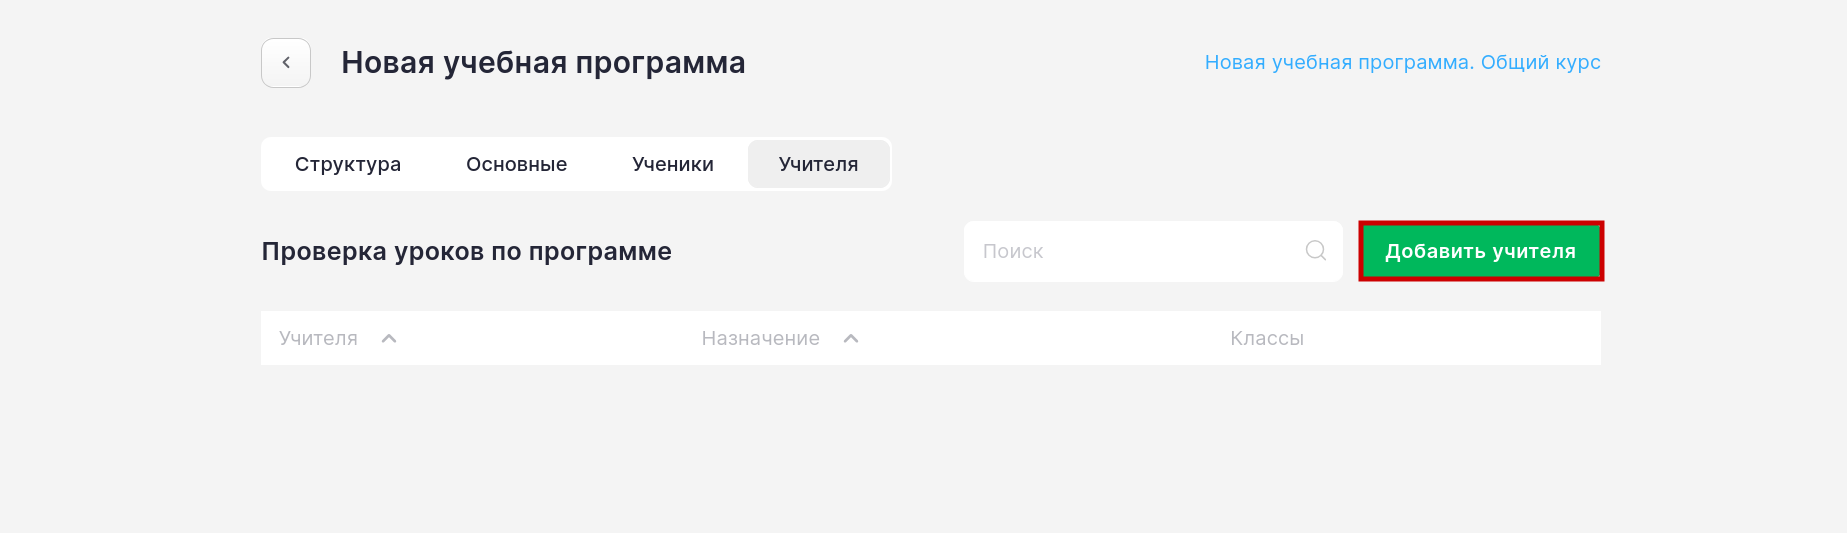 Новая учебная программа
Новая учебная программа. Общий курс
Структура Основные Ученики Учителя
Проверка уроков по программе
Поиск
Добавить учителя
Учителя Назначение Классы